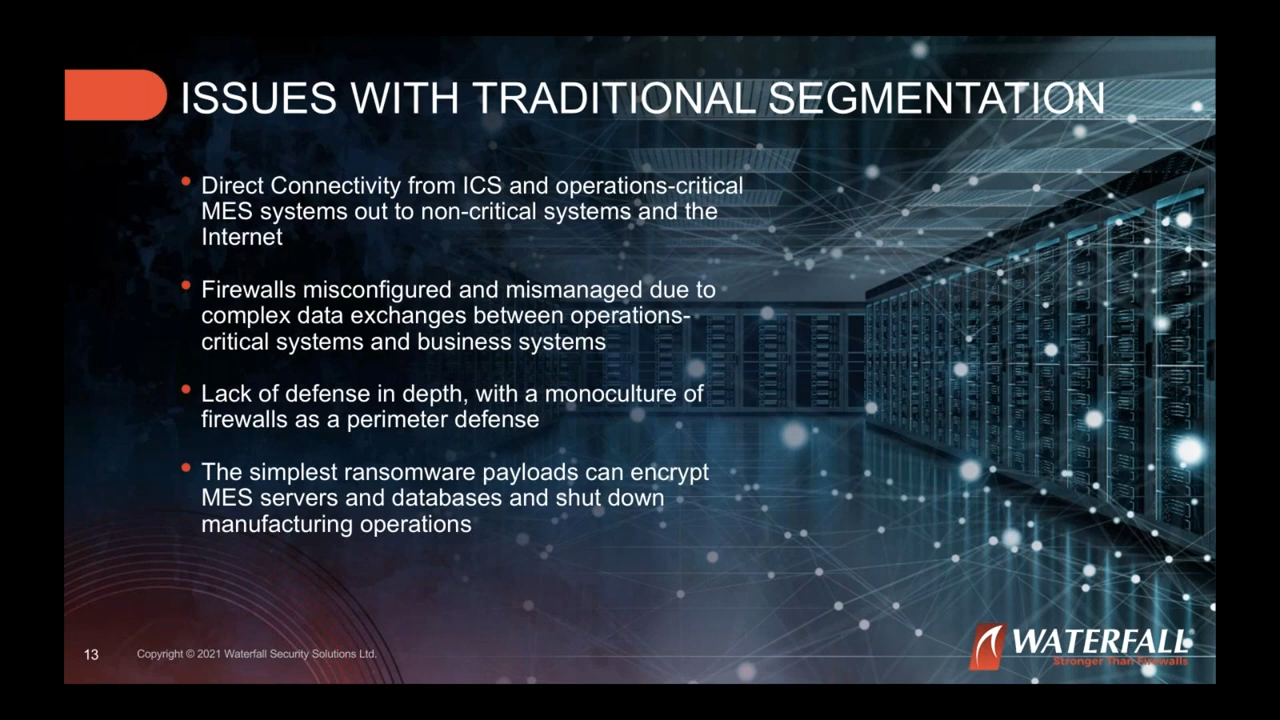 ISSUES WITH TRADITIONAL SEGMENTATION
• Direct Connectivity from ICS and operations-critical
MES systems out to non-critical systems and the
Internet
• Firewalls misconfigured and mismanaged due to
complex data exchanges between operations-
critical systems and business systems
• Lack of defense in depth, with a monoculture of
firewalls as a perimeter defense
• The simplest ransomware payloads can encrypt
MES servers and databases and shut down
manufacturing operations
13
Copyright © 2021 Waterfall Security Solutions Ltd.
WATERFALL®
Stronger Than Firewalls